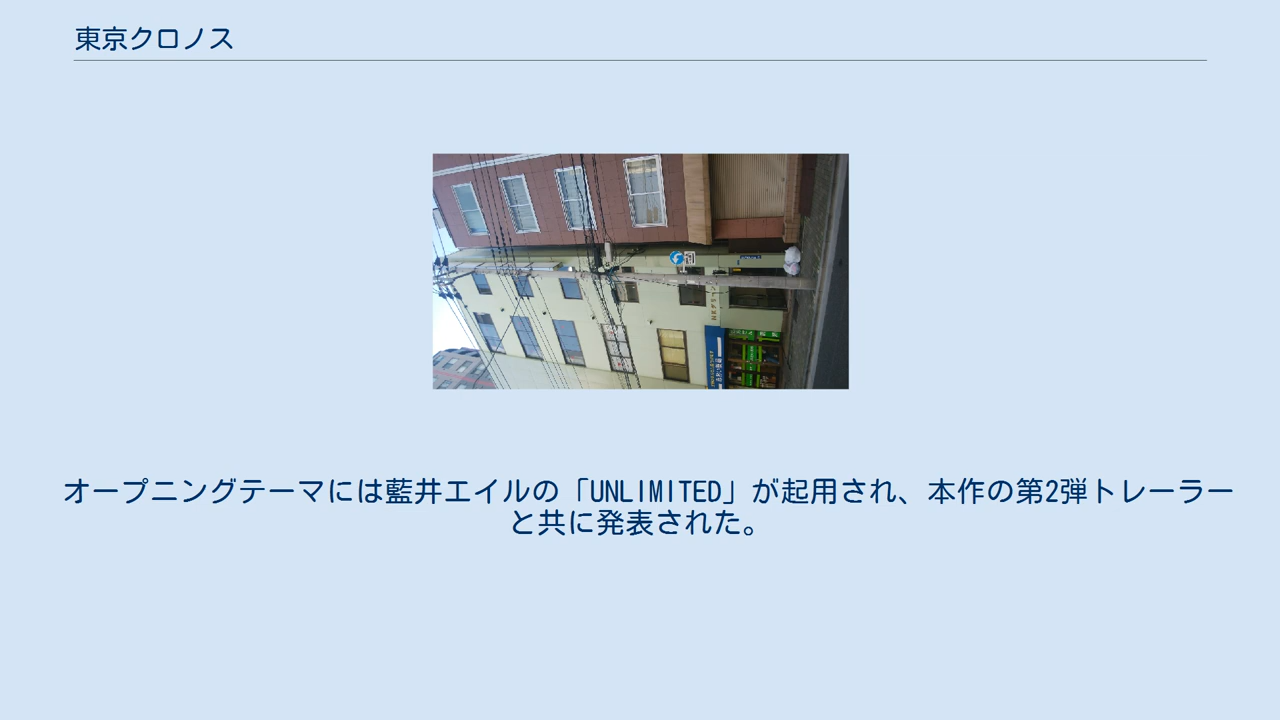 東京クロノス
オープニングテーマには藍井エイルの「UNLIMITED」が起用され、本作の第2弾トレーラー
と共に発表された。